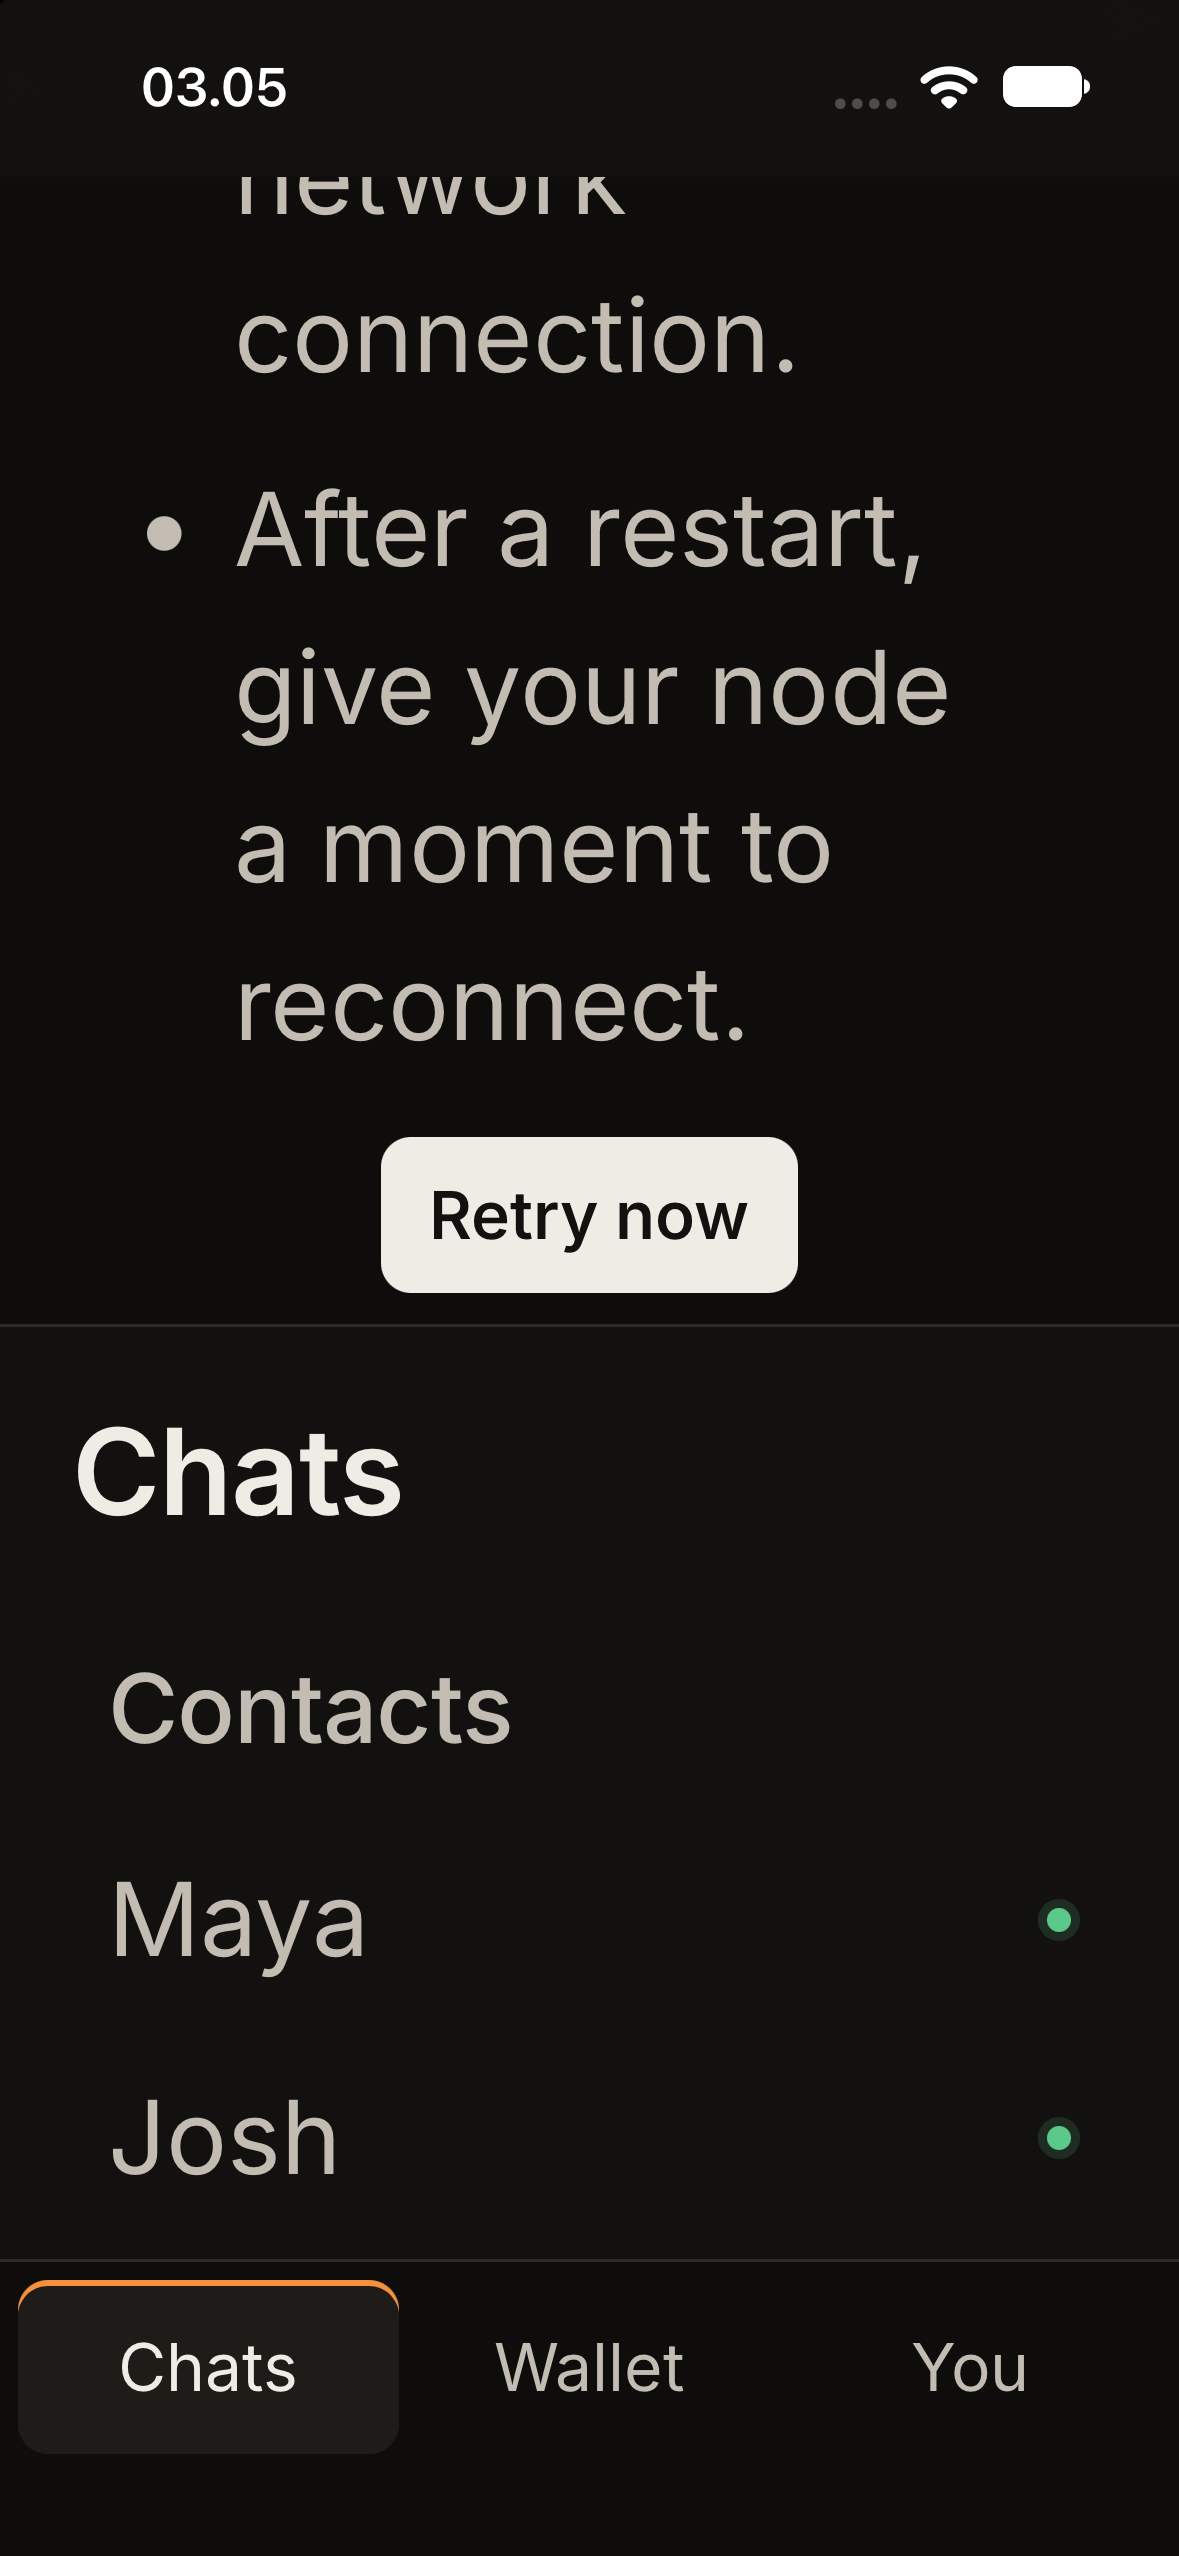 03.05
network
connection.
• After a restart,
give your node
a moment to
reconnect.
Retry now
Chats
Contacts
Maya
Josh
Chats
Wallet
You